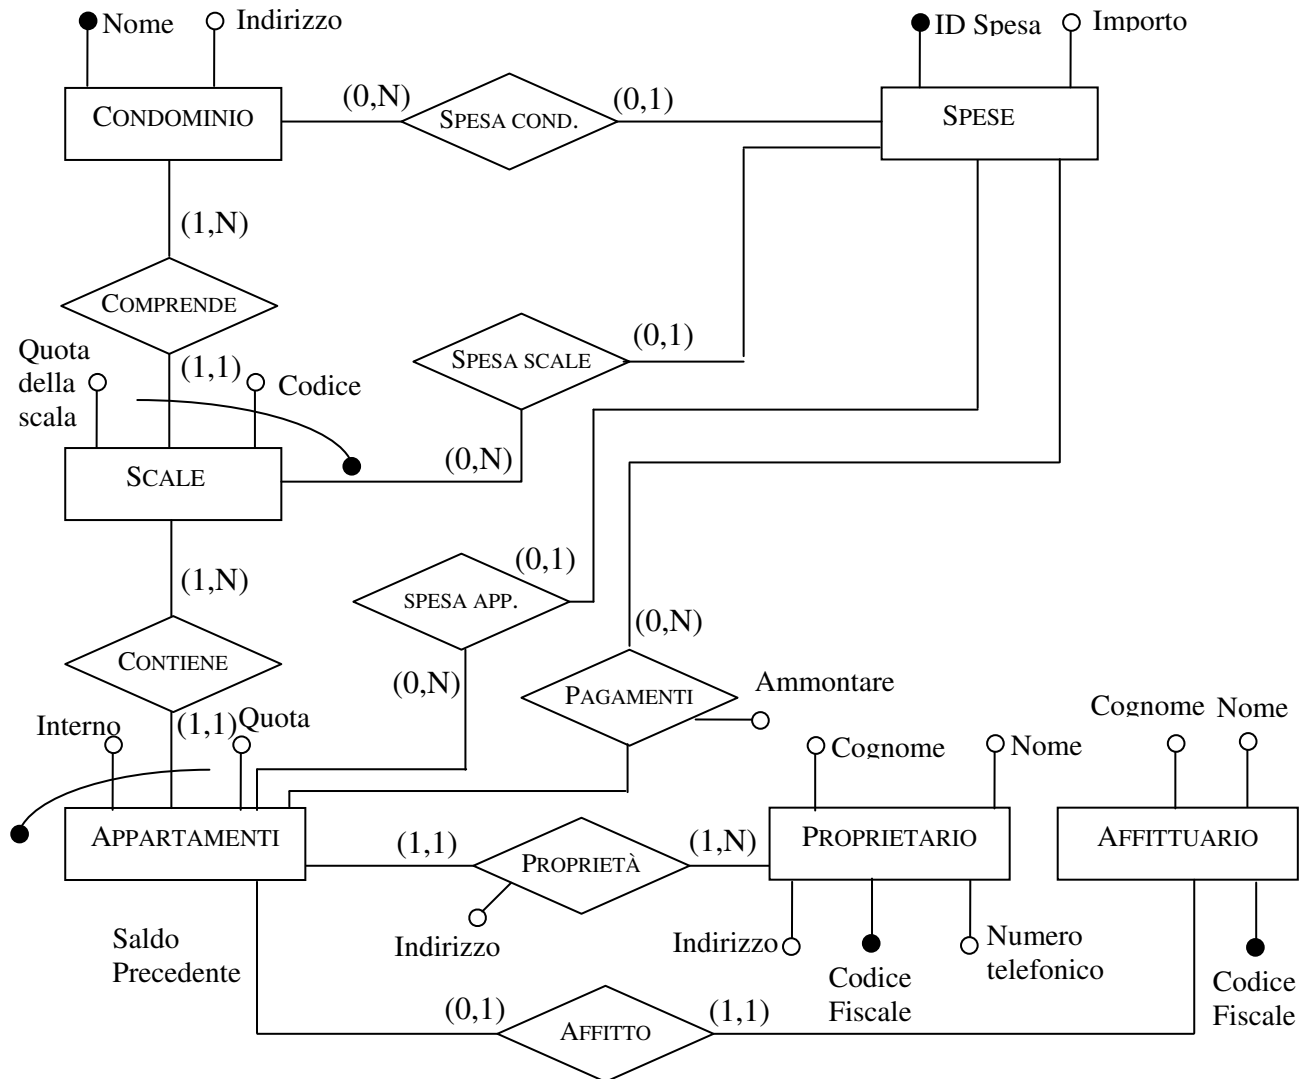 Nome
Indirizzo
ID Spesa
Importo
CONDOMINIO
(0,N)
SPESA COND.
(0,1)
SPESE
(1,N)
COMPRENDE
Quota
della
scala
(1,1)
Codice
SPESA SCALE
(0,1)
SCALE
(0,N)
(1,N)
SPESA APP.
(0,1)
CONTIENE
(0,N)
(0,N)
PAGAMENTI
Ammontare
Interno
(1,1)
Quota
Cognome
Nome
Cognome
Nome
APPARTAMENTI
(1,1)
PROPRIETÀ
(1,N)
PROPRIETARIO
AFFITTUARIO
Saldo
Precedente
Indirizzo
Indirizzo
Codice
Fiscale
Numero
telefonico
Codice
Fiscale
(0,1)
AFFITTO
(1,1)